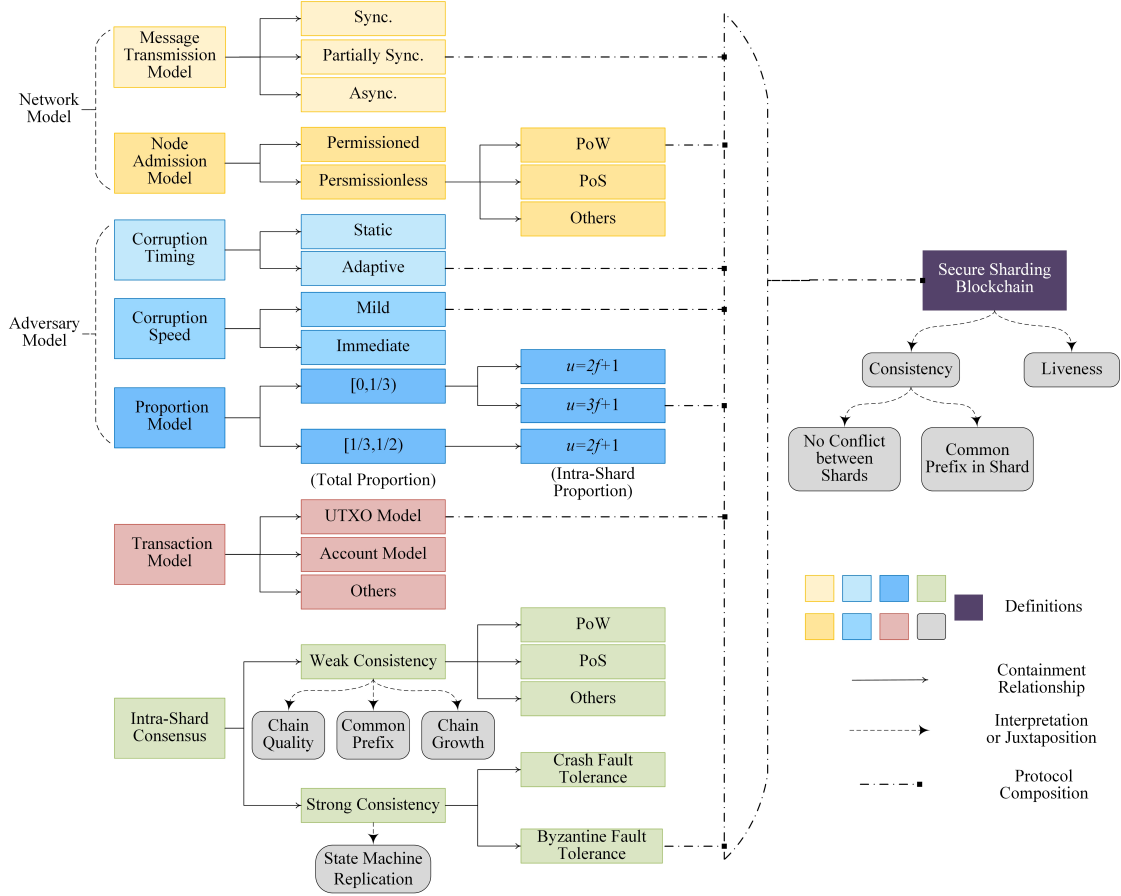 Network
Model
Message
Transmission
Model
Sync.
Partially Sync.
Async.
Node
Admission
Model
Permissioned
Persmissionless
PoW
PoS
Others
Adversary
Model
Corruption
Timing
Static
Adaptive
Corruption
Speed
Mild
Immediate
Proportion
Model
[0,1/3)
u=2f+1
u=3f+1
[1/3,1/2)
u=2f+1
(Total Proportion)
(Intra-Shard
Proportion)
Transaction
Model
UTXO Model
Account Model
Others
Intra-Shard
Consensus
Weak Consistency
PoW
PoS
Others
Chain
Quality
Common
Prefix
Chain
Growth
Strong Consistency
Crash Fault
Tolerance
Byzantine Fault
Tolerance
State Machine
Replication
Secure Sharding
Blockchain
Consistency
Liveness
No Conflict
between
Shards
Common
Prefix in Shard
Definitions
Containment
Relationship
Interpretation
or Juxtaposition
Protocol
Composition